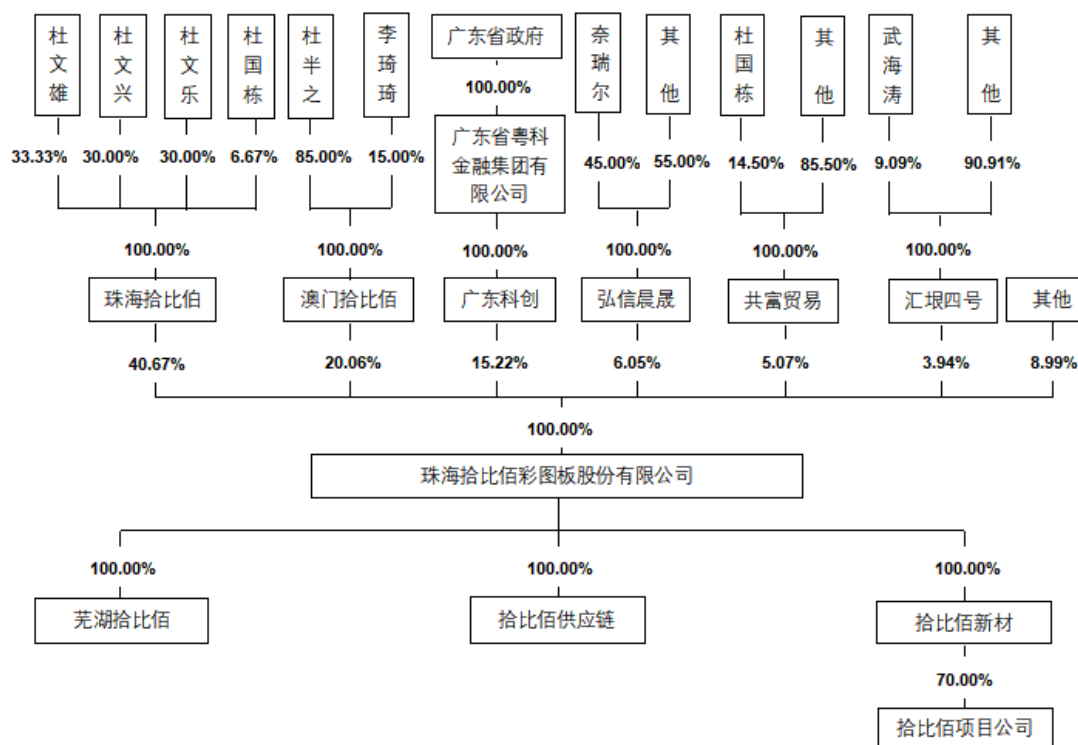 杜文雄
杜文兴
杜文乐
杜国栋
杜半之
李琦琦
广东省政府
奈瑞尔
其他
杜国栋
其他
武海涛
其他
100.00%
广东省粤科
金融集团有
限公司
33.33%
30.00%
30.00%
6.67%
85.00%
15.00%
45.00%
55.00%
14.50%
85.50%
9.09%
90.91%
100.00%
100.00%
100.00%
100.00%
100.00%
100.00%
珠海拾比伯
澳门拾比佰
广东科创
弘信晨晟
共富贸易
汇垠四号
其他
40.67%
20.06%
15.22%
6.05%
5.07%
3.94%
8.99%
100.00%
珠海拾比佰彩图板股份有限公司
100.00%
100.00%
100.00%
芜湖拾比佰
拾比佰供应链
拾比佰新材
70.00%
拾比佰项目公司